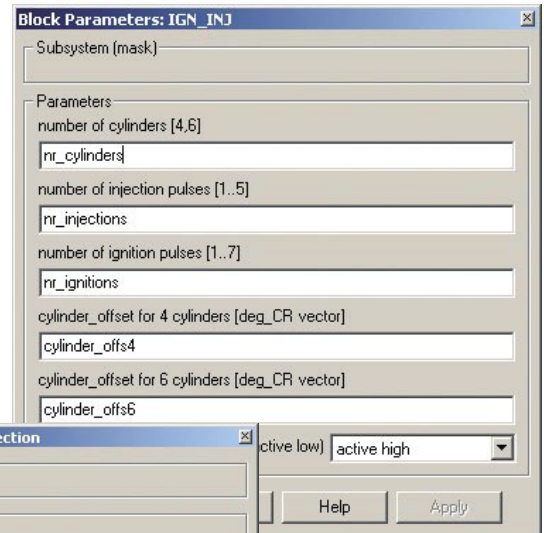 Block Parameters: IGN_INJ
Subsystem (mask)
Parameters
number of cylinders [4,6]
nr_cylinders
number of injection pulses [1..5]
nr_injections
number of ignition pulses [1..7]
nr_ignitions
cylinder_offset for 4 cylinders [deg_CR vector]
cylinder_offs4
cylinder_offset for 6 cylinders [deg_CR vector]
cylinder_offs6
ection
ctive low) active high
Help Apply